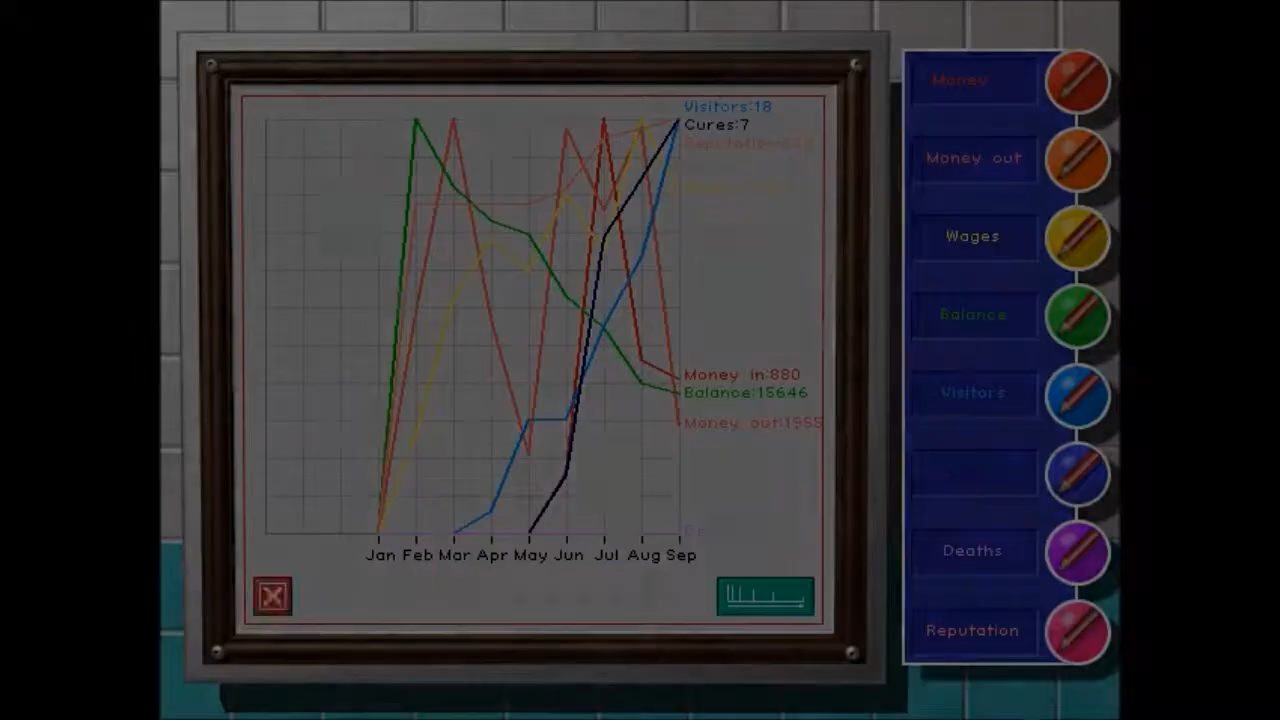 Visitors:18
Cures:7
Money in:880
Balance:15646
Money out:1955
Jan Feb Mar Apr May Jun Jul Aug Sep
Money
Money out
Wages
Balance
Visitors
Deaths
Reputation